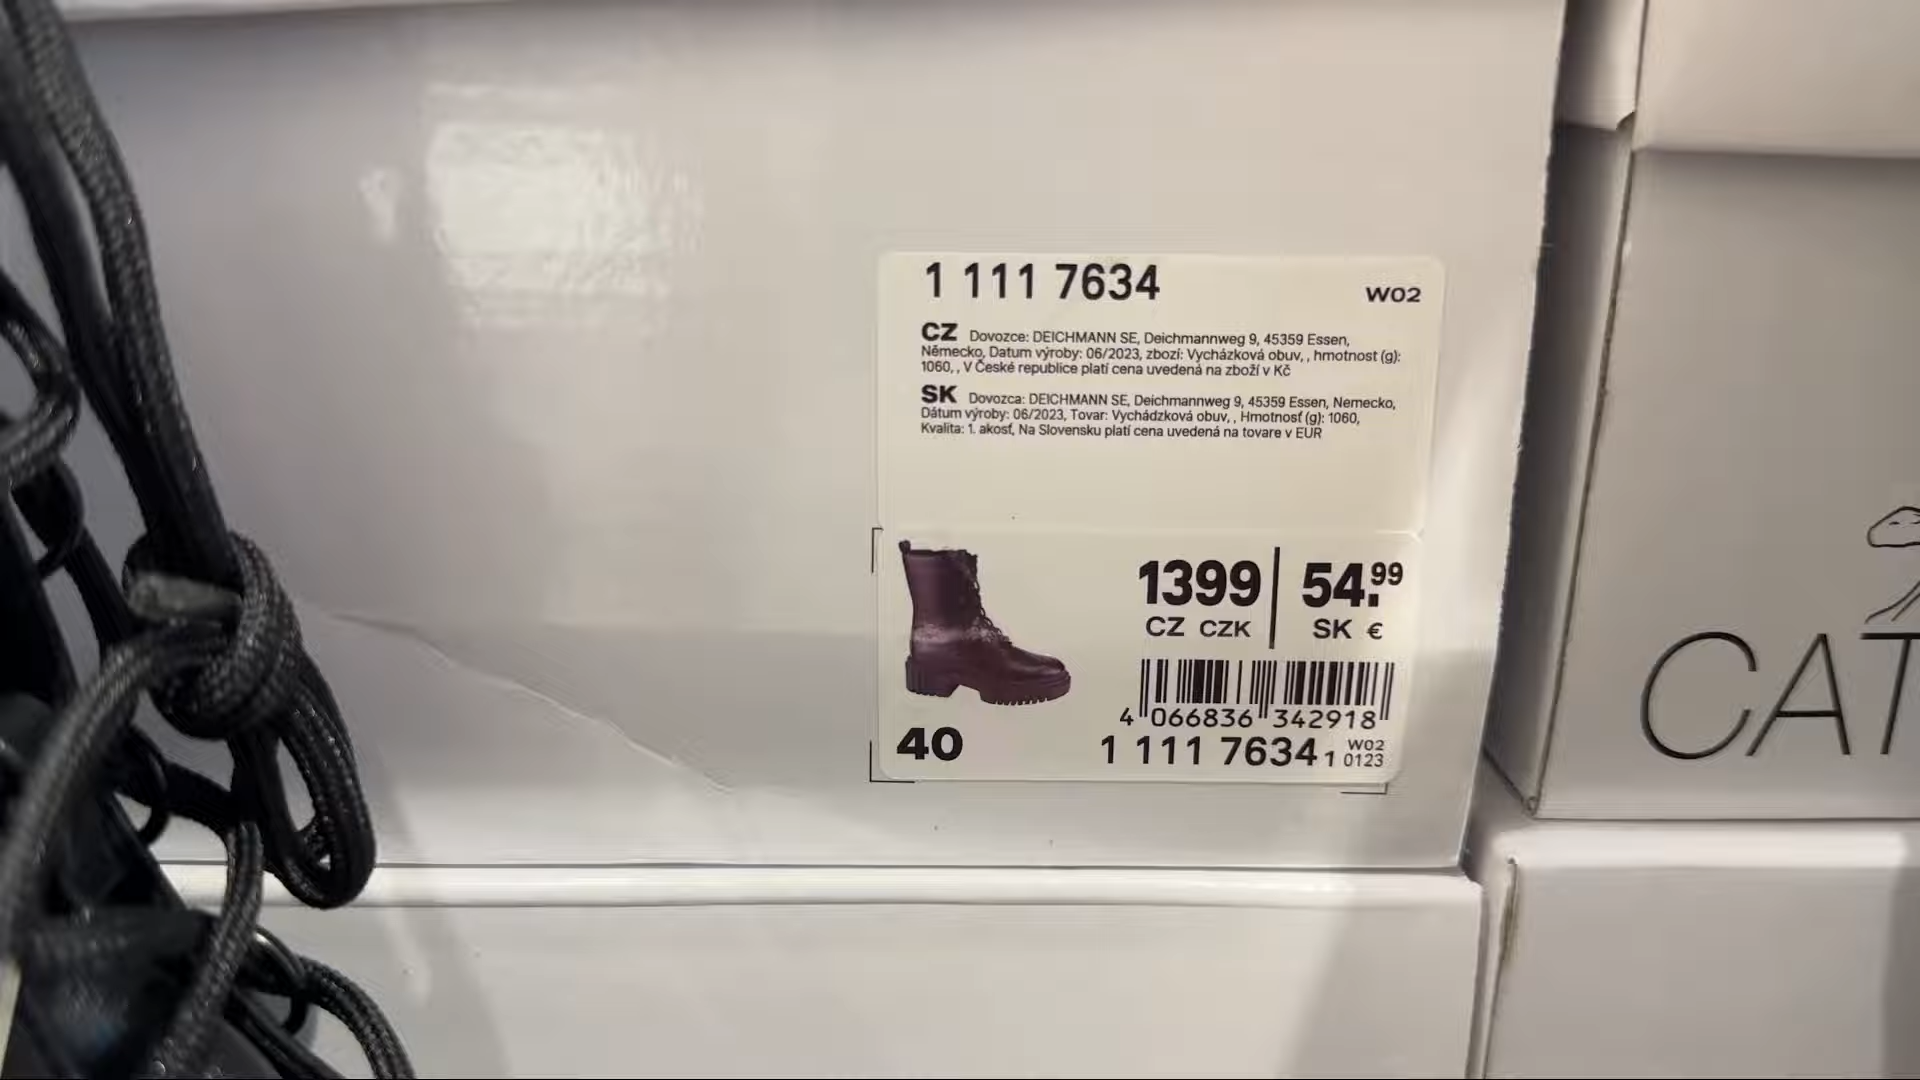 1 111 7634
W02
CZ Dovozce: DEICHMANN SE, Deichmannweg 9, 45359 Essen,
Německo, Datum výroby: 06/2023, zbozí: Vycházková obuv, , hmotnost (g):
1060, , V České republice platí cena uvedená na zboží v Kč
SK Dovozca: DEICHMANN SE, Deichmannweg 9, 45359 Essen, Nemecko,
Dátum výroby: 06/2023, Tovar: Vychádzková obuv, , Hmotnosť (g): 1060,
Kvalita: 1. akosť, Na Slovensku platí cena uvedená na tovare v EUR
1399 54.99
CZ CZK SK €
4 066836 342918
40
1 111 7634 1 W02 0123
CAT